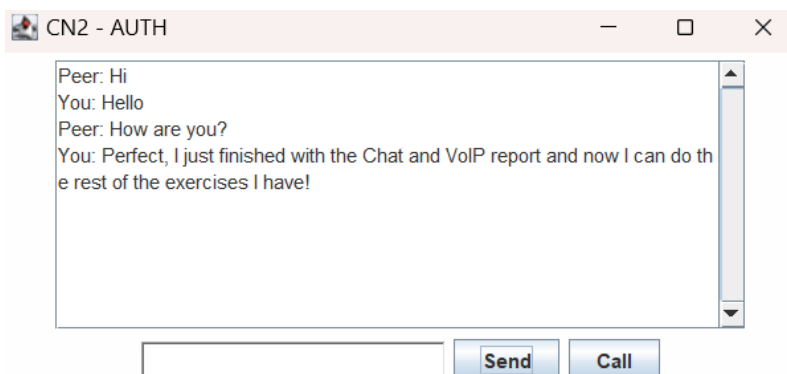 CN2 - AUTH
Peer: Hi
You: Hello
Peer: How are you?
You: Perfect, I just finished with the Chat and VoIP report and now I can do th
e rest of the exercises I have!
Send Call